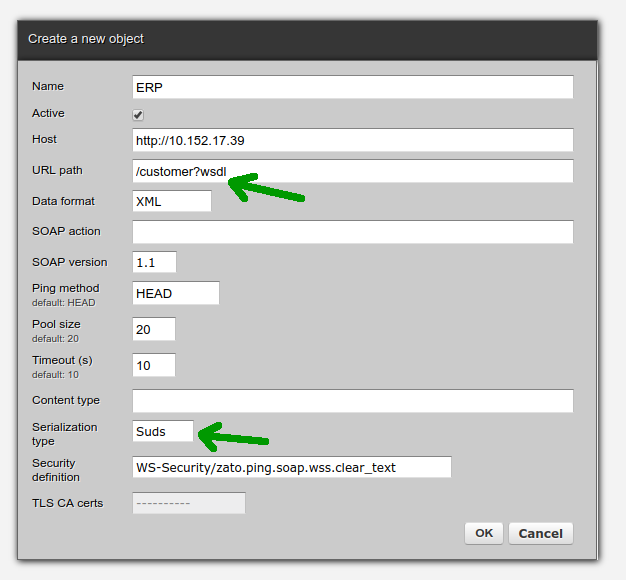 Create a new object
Name ERP
Active
Host http://10.152.17.39
URL path /customer?wsdl
Data format XML
SOAP action
SOAP version 1.1
Ping method HEAD
default: HEAD
Pool size 20
default: 20
Timeout (s) 10
default: 10
Content type
Serialization Suds
type
Security WS-Security/zato.ping.soap.wss.clear_text
definition
TLS CA certs ----------
OK Cancel